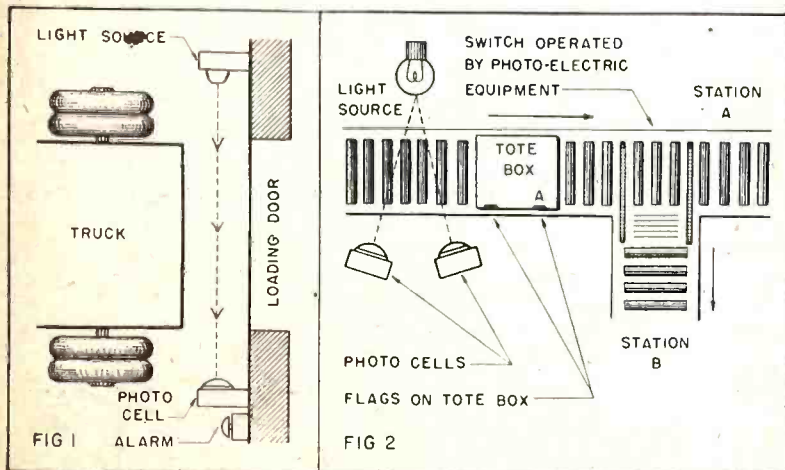 LIGHT SOURCE
TRUCK
LOADING DOOR
PHOTO
CELL
ALARM
FIG 1
SWITCH OPERATED
BY PHOTO-ELECTRIC
EQUIPMENT
LIGHT
SOURCE
STATION
A
TOTE
BOX
A
STATION
B
PHOTO CELLS
FLAGS ON TOTE BOX
FIG 2